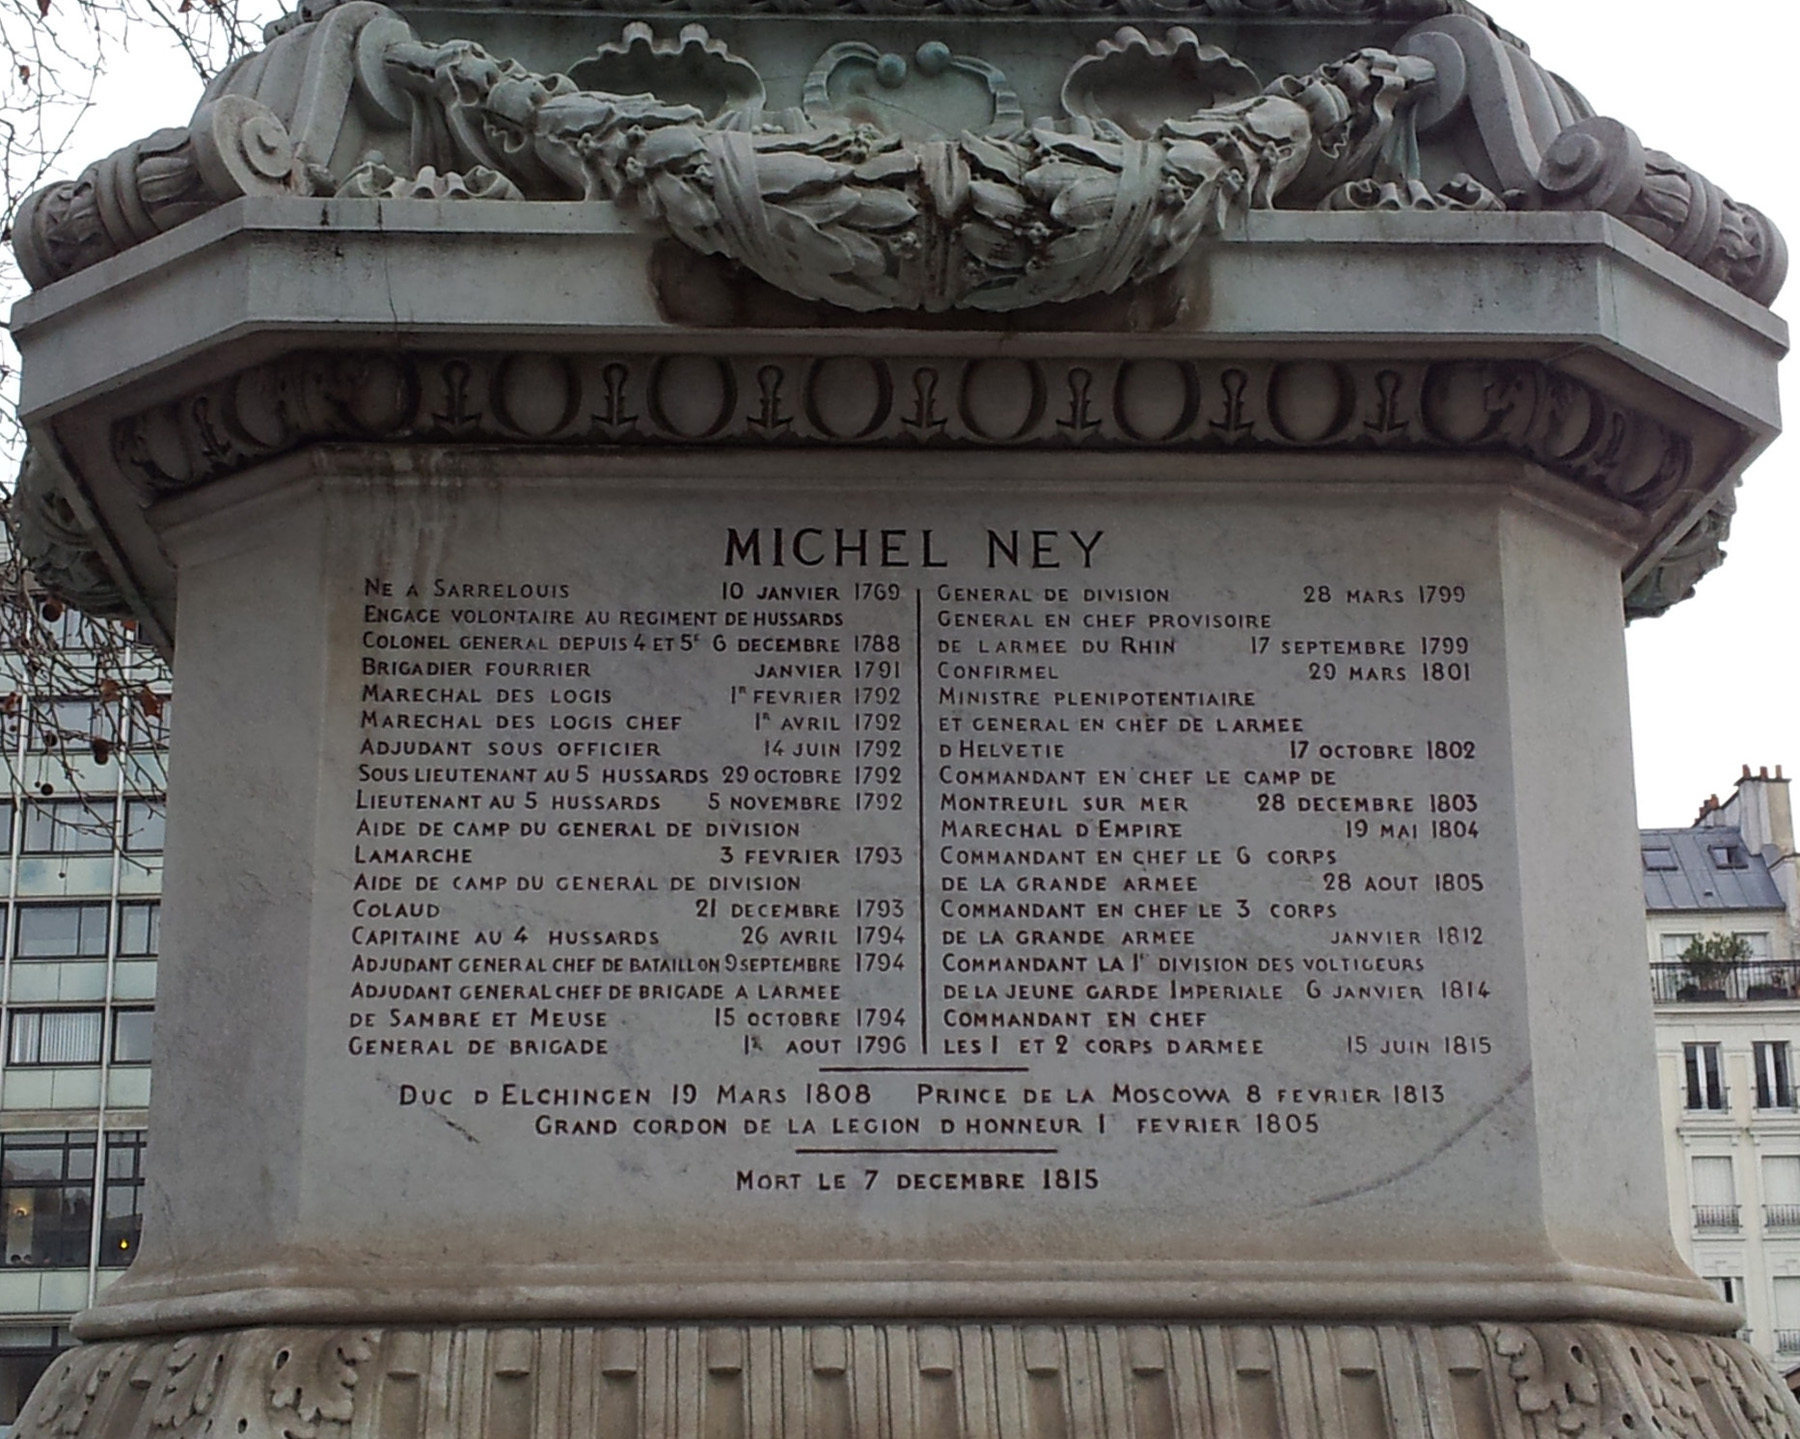 MICHEL NEY
NE A SARRELOUIS 10 JANVIER 1769
ENGAGE VOLONTAIRE AU REGIMENT DE HUSSARDS
COLONEL GENERAL DEPUIS 4 ET 5E 6 DECEMBRE 1788
BRIGADIER FOURRIER JANVIER 1791
MARECHAL DES LOGIS 1R FEVRIER 1792
MARECHAL DES LOGIS CHEF 1R AVRIL 1792
ADJUDANT SOUS OFFICIER 14 JUIN 1792
SOUS LIEUTENANT AU 5 HUSSARDS 29 OCTOBRE 1792
LIEUTENANT AU 5 HUSSARDS 5 NOVEMBRE 1792
AIDE DE CAMP DU GENERAL DE DIVISION
LAMARCHE 3 FEVRIER 1793
AIDE DE CAMP DU GENERAL DE DIVISION
COLAUD 21 DECEMBRE 1793
CAPITAINE AU 4 HUSSARDS 26 AVRIL 1794
ADJUDANT GENERAL CHEF DE BATAILLON 9 SEPTEMBRE 1794
ADJUDANT GENERAL CHEF DE BRIGADE A LARMEE
DE SAMBRE ET MEUSE 15 OCTOBRE 1794
GENERAL DE BRIGADE 1R AOUT 1796
GENERAL DE DIVISION 28 MARS 1799
GENERAL EN CHEF PROVISOIRE
DE LARMEE DU RHIN 17 SEPTEMBRE 1799
CONFIRMEL 29 MARS 1801
MINISTRE PLENIPOTENTIAIRE
ET GENERAL EN CHEF DE LARMEE
D HELVETIE 17 OCTOBRE 1802
COMMANDANT EN CHEF LE CAMP DE
MONTREUIL SUR MER 28 DECEMBRE 1803
MARECHAL D'EMPIRE 19 MAI 1804
COMMANDANT EN CHEF LE 6 CORPS
DE LA GRANDE ARMEE 28 AOUT 1805
COMMANDANT EN CHEF LE 3 CORPS
DE LA GRANDE ARMEE JANVIER 1812
COMMANDANT LA 1E DIVISION DES VOLTIGEURS
DE LA JEUNE GARDE IMPERIALE 6 JANVIER 1814
COMMANDANT EN CHEF
LES 1 ET 2 CORPS DARMEE 15 JUIN 1815
DUC D ELCHINGEN 19 MARS 1808 PRINCE DE LA MOSCOWA 8 FEVRIER 1813
GRAND CORDON DE LA LEGION D HONNEUR 1 FEVRIER 1805
MORT LE 7 DECEMBRE 1815